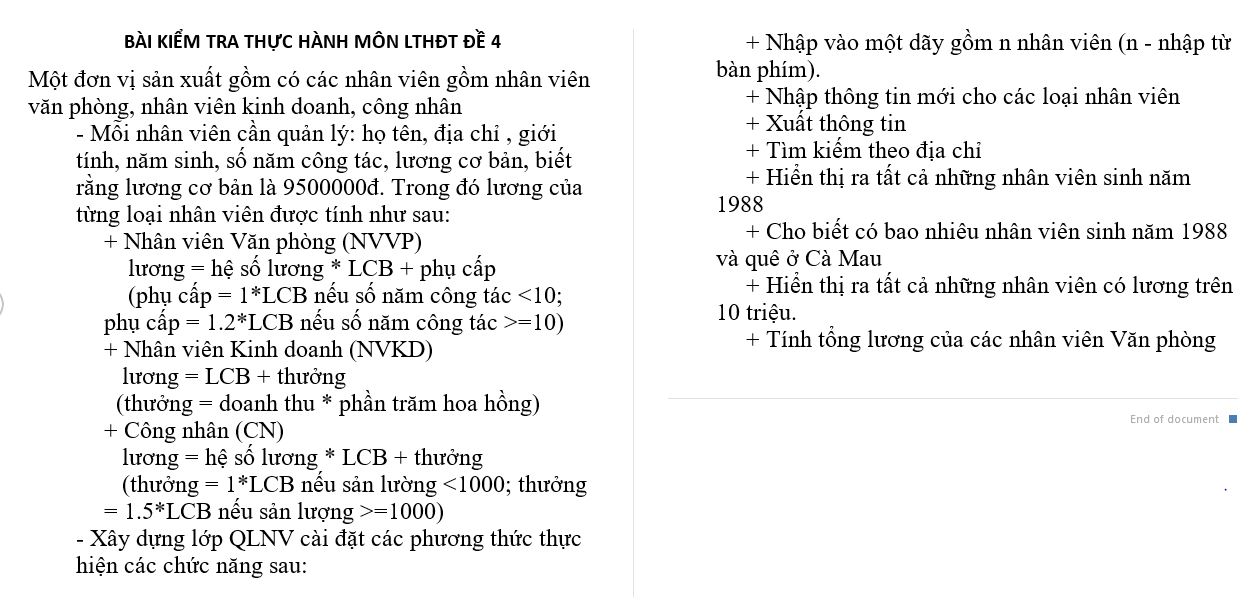 BÀI KIỂM TRA THỰC HÀNH MÔN LTHĐT ĐỀ 4
Một đơn vị sản xuất gồm có các nhân viên gồm nhân viên
văn phòng, nhân viên kinh doanh, công nhân
- Mỗi nhân viên cần quản lý: họ tên, địa chỉ , giới
tính, năm sinh, số năm công tác, lương cơ bản, biết
rằng lương cơ bản là 9500000đ. Trong đó lương của
từng loại nhân viên được tính như sau:
+ Nhân viên Văn phòng (NVVP)
lương = hệ số lương * LCB + phụ cấp
(phụ cấp = 1*LCB nếu số năm công tác <10;
phụ cấp = 1.2*LCB nếu số năm công tác >=10)
+ Nhân viên Kinh doanh (NVKD)
lương = LCB + thưởng
(thưởng = doanh thu * phần trăm hoa hồng)
+ Công nhân (CN)
lương = hệ số lương * LCB + thưởng
(thưởng = 1*LCB nếu sản lường <1000; thưởng
= 1.5*LCB nếu sản lượng >=1000)
- Xây dựng lớp QLNV cài đặt các phương thức thực
hiện các chức năng sau:
+ Nhập vào một dãy gồm n nhân viên (n - nhập từ
bàn phím).
+ Nhập thông tin mới cho các loại nhân viên
+ Xuất thông tin
+ Tìm kiếm theo địa chỉ
+ Hiển thị ra tất cả những nhân viên sinh năm
1988
+ Cho biết có bao nhiêu nhân viên sinh năm 1988
và quê ở Cà Mau
+ Hiển thị ra tất cả những nhân viên có lương trên
10 triệu.
+ Tính tổng lương của các nhân viên Văn phòng
End of document